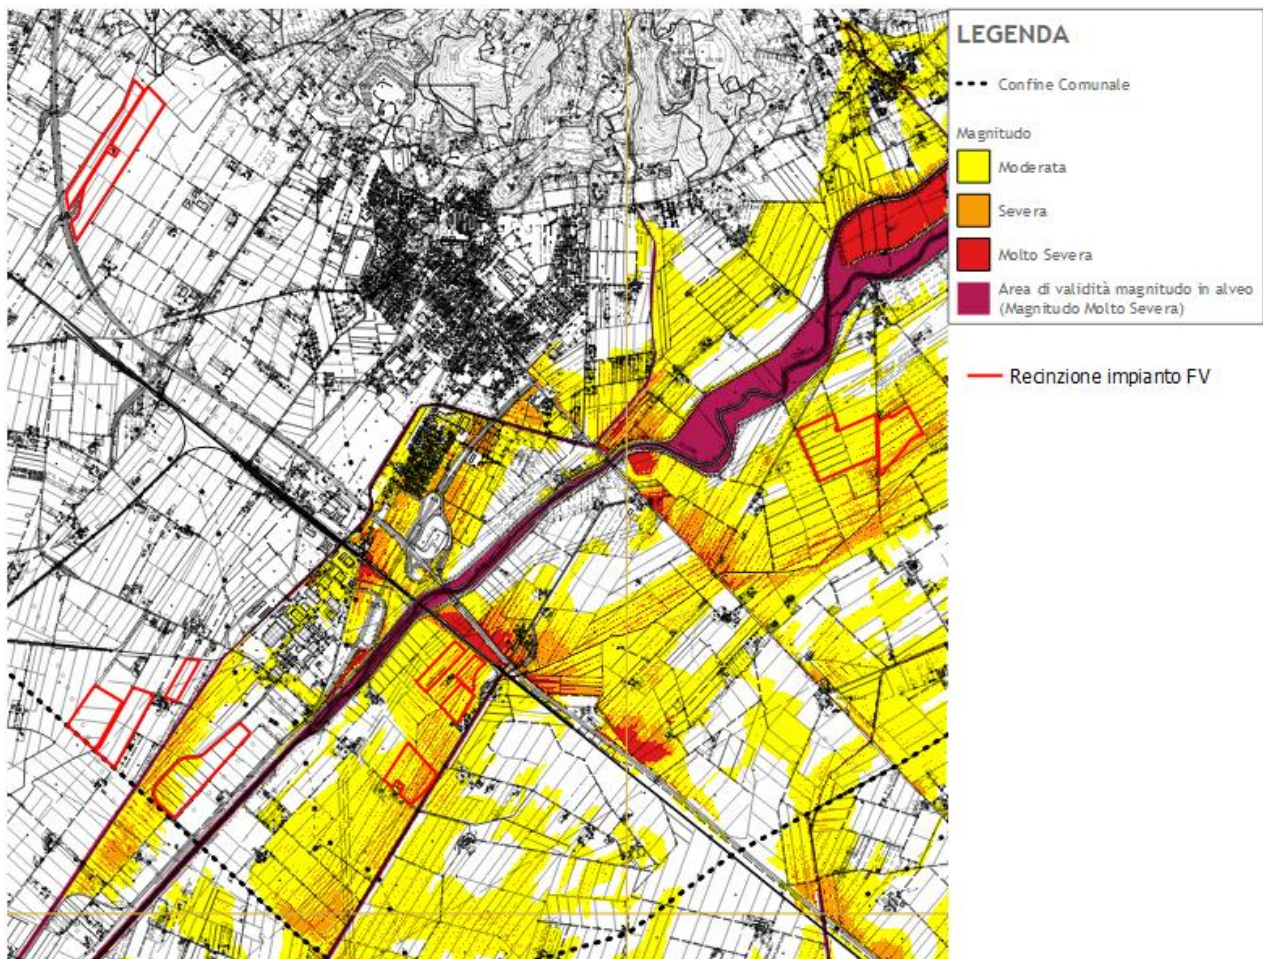 LEGENDA
Confine Comunale
Magnitudo
Moderata
Severa
Molto Severa
Area di validità magnitudo in alveo
(Magnitudo Molto Severa)
Recinzione impianto FV